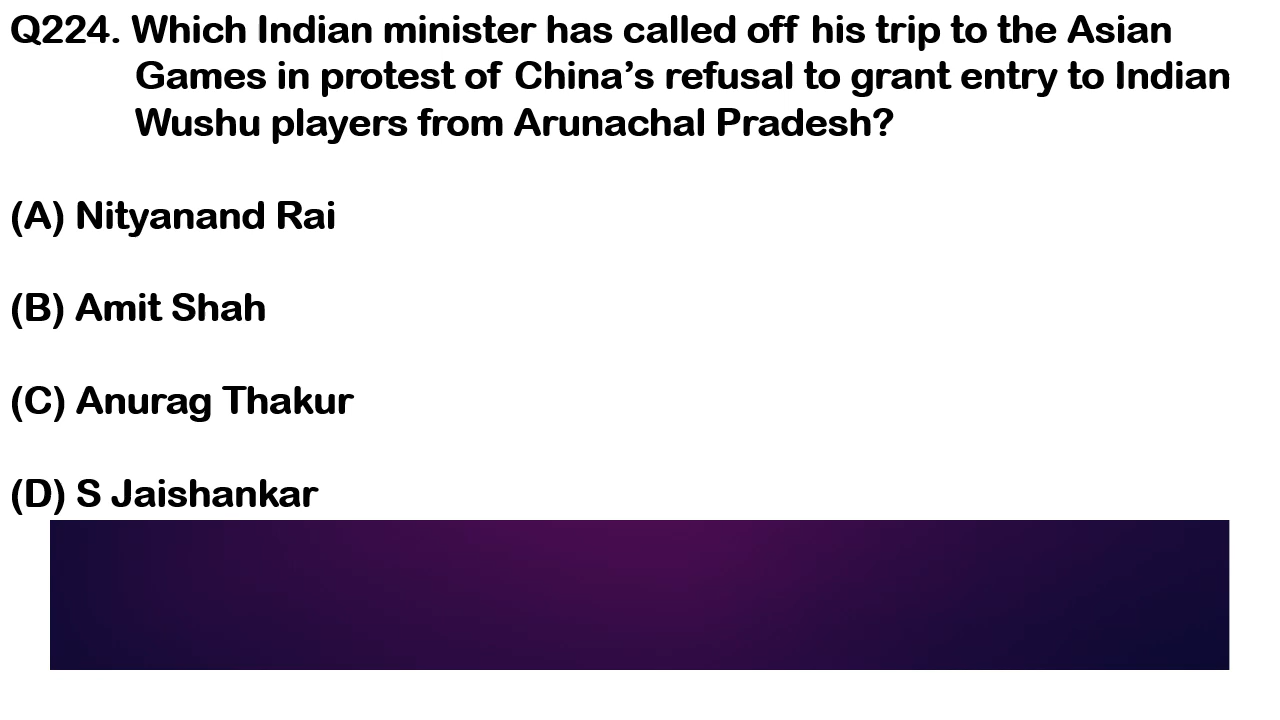 Q224. Which Indian minister has called off his trip to the Asian
Games in protest of China’s refusal to grant entry to Indian
Wushu players from Arunachal Pradesh?
(A) Nityanand Rai
(B) Amit Shah
(C) Anurag Thakur
(D) S Jaishankar